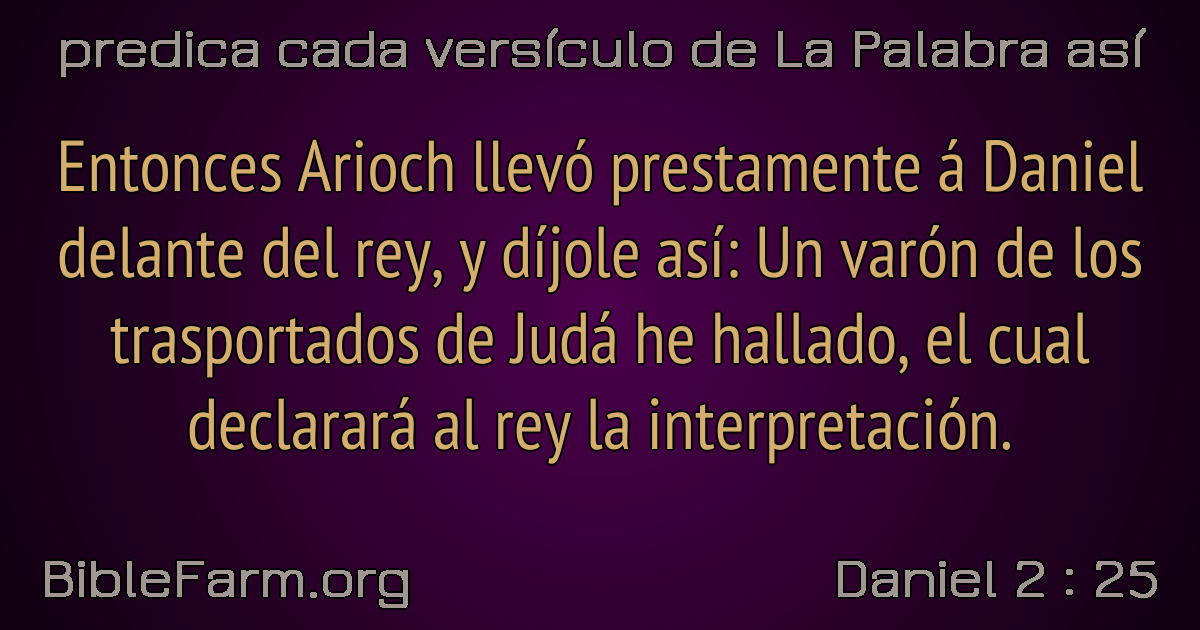 predica cada versículo de La Palabra así
Entonces Arioch llevó prestamente á Daniel
delante del rey, y díjole así: Un varón de los
trasportados de Judá he hallado, el cual
declarará al rey la interpretación.
BibleFarm.org
Daniel 2 : 25